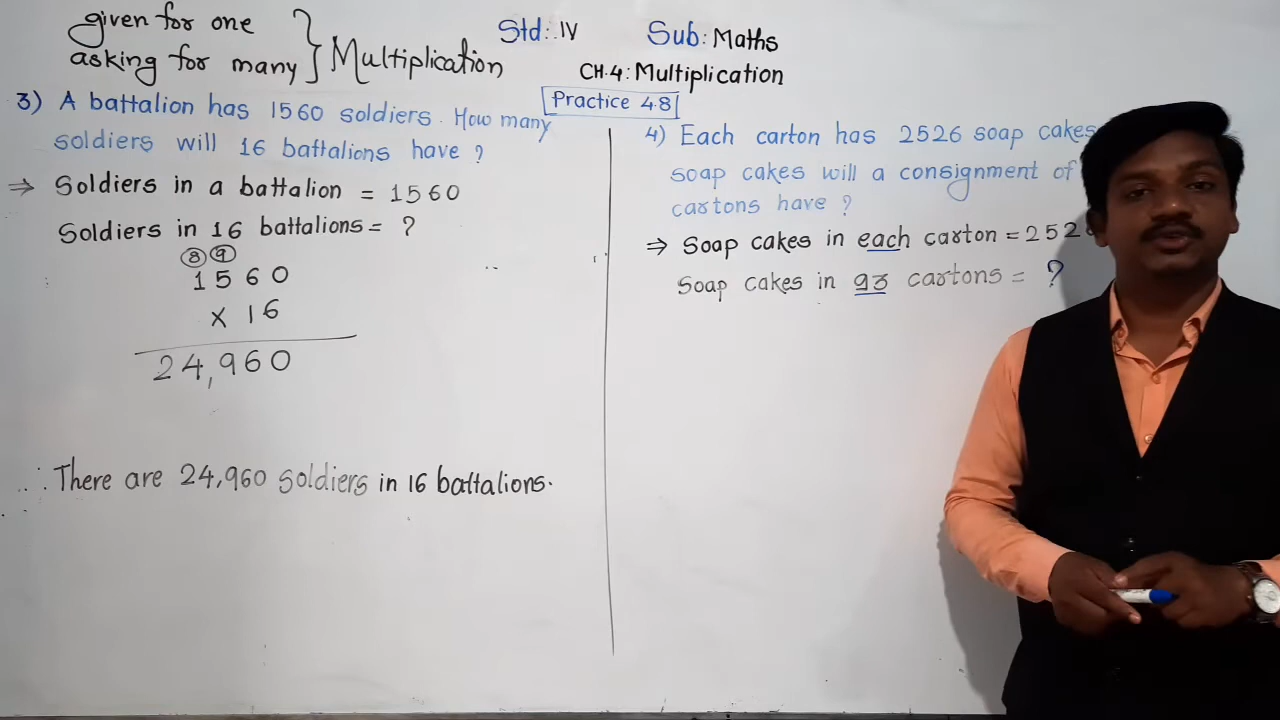 given for one
asking for many } Multiplication
Std: IV Sub: Maths
CH.4: Multiplication
Practice 4.8
3) A battalion has 1560 soldiers. How many
soldiers will 16 battalions have ?
⇒ Soldiers in a battalion = 1560
Soldiers in 16 battalions = ?
8 9
1560
× 16
24,960
∴ There are 24,960 soldiers in 16 battalions.
4) Each carton has 2526 soap cakes
soap cakes will a consignment of
cartons have ?
⇒ Soap cakes in each carton = 252
Soap cakes in 93 cartons = ?